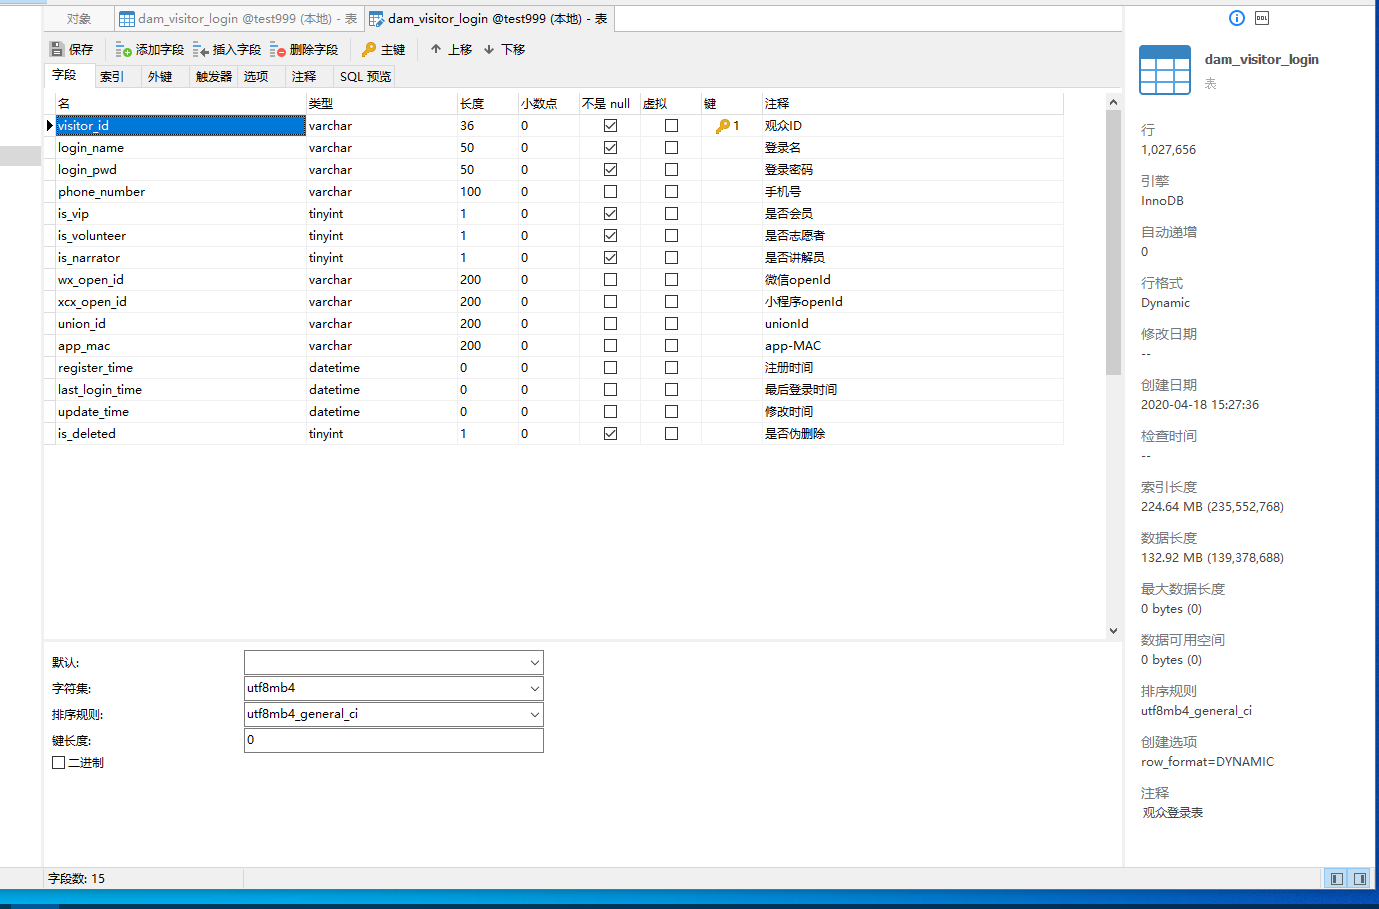 对象
dam_visitor_login @test999 (本地) - 表
dam_visitor_login @test999 (本地) - 表
保存 添加字段 插入字段 删除字段 主键 上移 下移
字段 索引 外键 触发器 选项 注释 SQL 预览
名 类型 长度 小数点 不是 null 虚拟 键 注释
visitor_id varchar 36 0 1 观众ID
login_name varchar 50 0 登录名
login_pwd varchar 50 0 登录密码
phone_number varchar 100 0 手机号
is_vip tinyint 1 0 是否会员
is_volunteer tinyint 1 0 是否志愿者
is_narrator tinyint 1 0 是否讲解员
wx_open_id varchar 200 0 微信openId
xcx_open_id varchar 200 0 小程序openId
union_id varchar 200 0 unionId
app_mac varchar 200 0 app-MAC
register_time datetime 0 0 注册时间
last_login_time datetime 0 0 最后登录时间
update_time datetime 0 0 修改时间
is_deleted tinyint 1 0 是否伪删除
默认:
字符集: utf8mb4
排序规则: utf8mb4_general_ci
键长度: 0
二进制
字段数: 15
DDL
dam_visitor_login
表
行
1,027,656
引擎
InnoDB
自动递增
0
行格式
Dynamic
修改日期
--
创建日期
2020-04-18 15:27:36
检查时间
--
索引长度
224.64 MB (235,552,768)
数据长度
132.92 MB (139,378,688)
最大数据长度
0 bytes (0)
数据可用空间
0 bytes (0)
排序规则
utf8mb4_general_ci
创建选项
row_format=DYNAMIC
注释
观众登录表